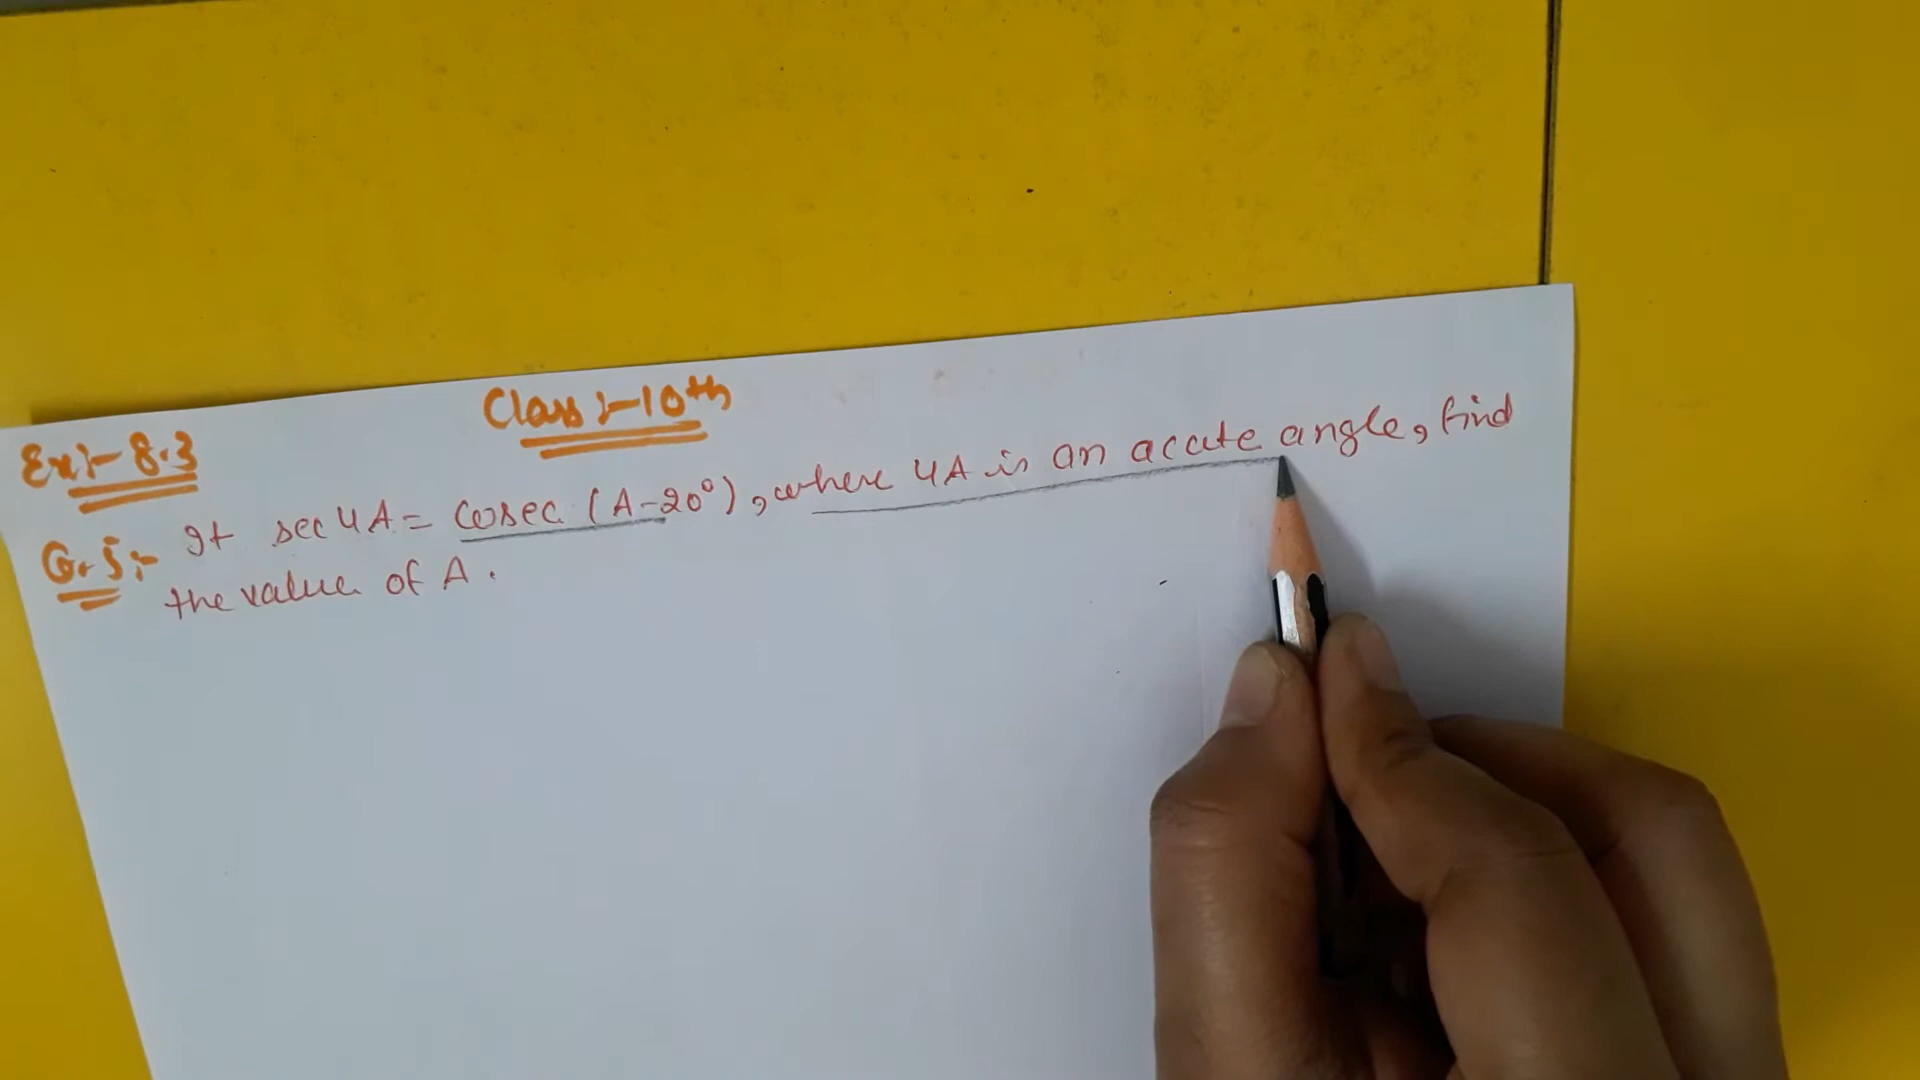 Class :- 10th
Ex :- 8.3
Q.5 :- If sec 4A = Cosec (A-20°), where 4A is an acute angle, find
the value of A.